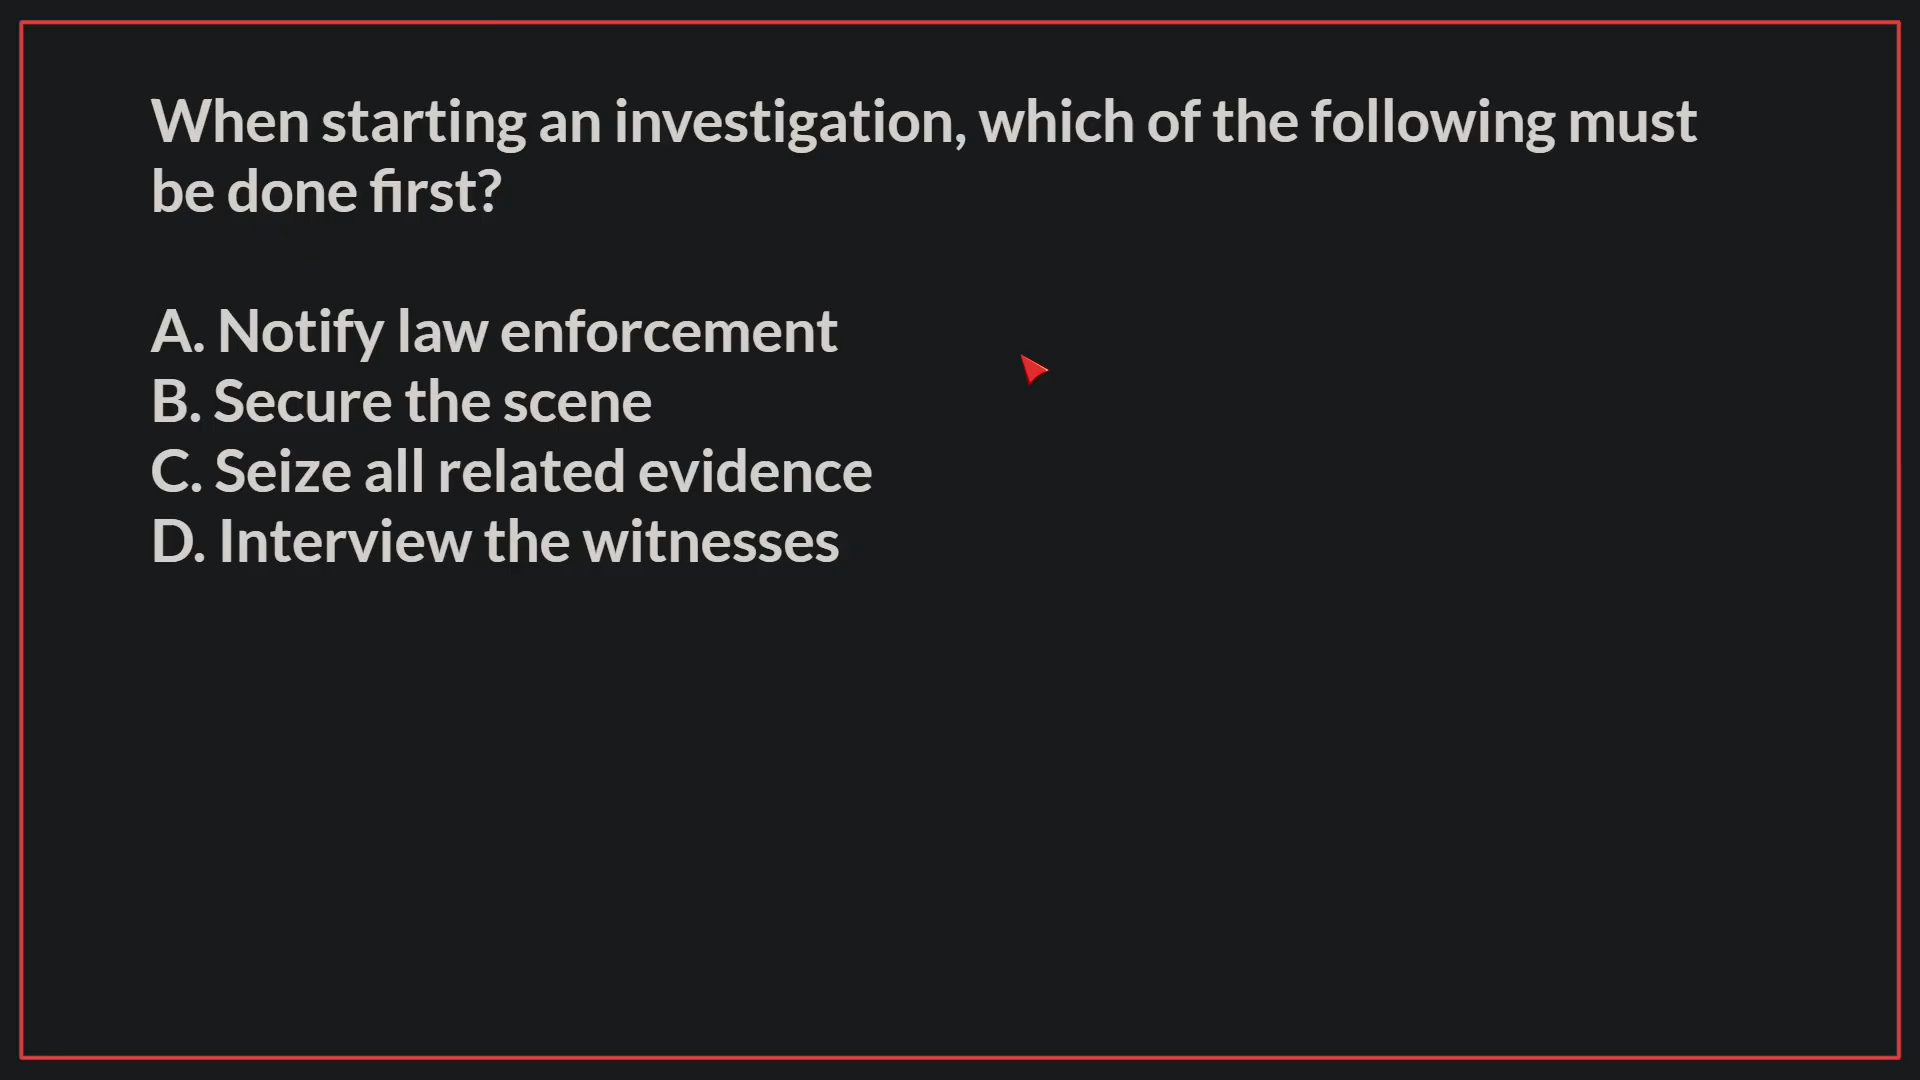 When starting an investigation, which of the following must
be done first?
A. Notify law enforcement
B. Secure the scene
C. Seize all related evidence
D. Interview the witnesses